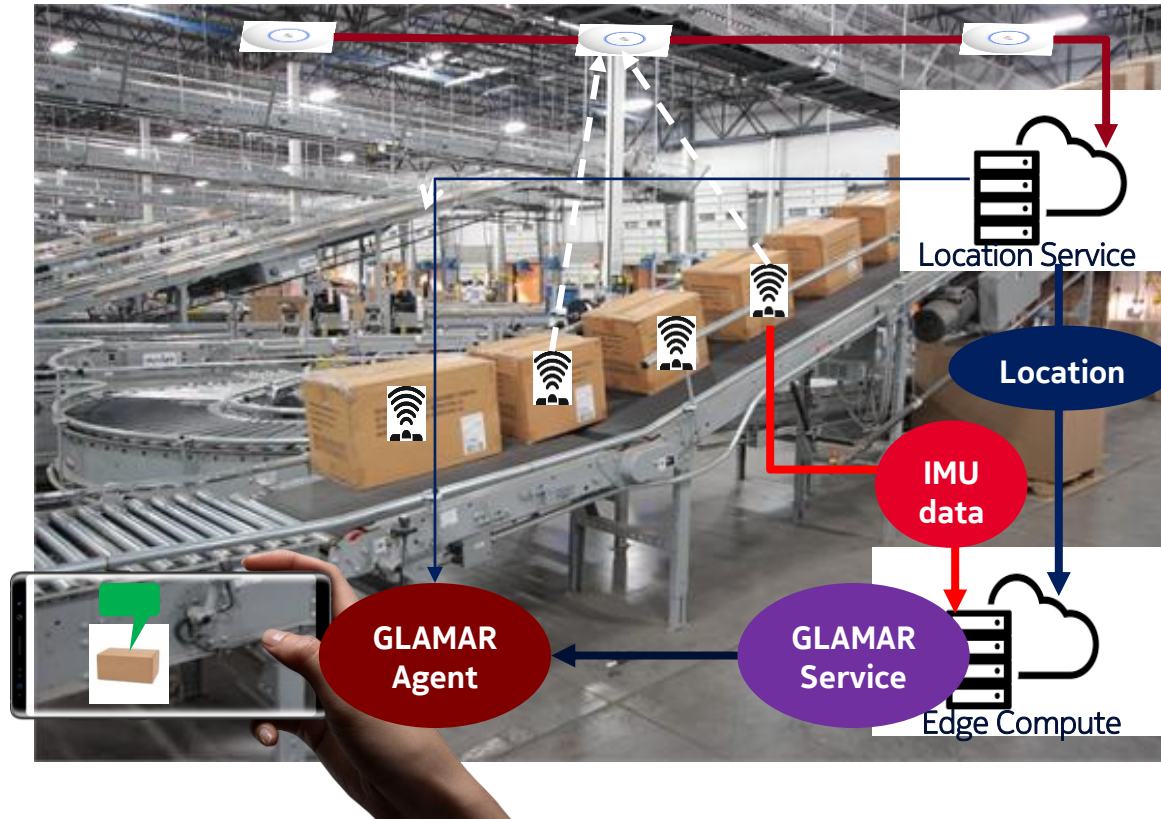 Location Service
Location
IMU
data
GLAMAR
Agent
GLAMAR
Service
Edge Compute